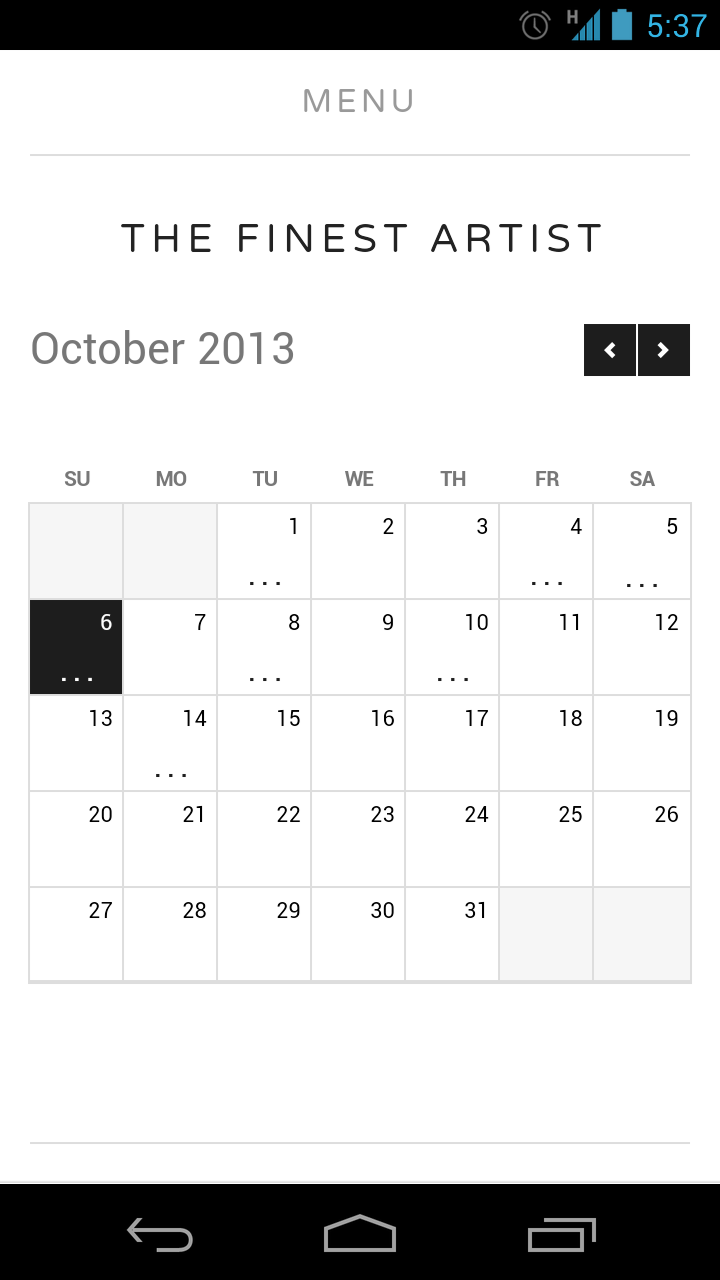 H 5:37
MENU
THE FINEST ARTIST
October 2013
SU MO TU WE TH FR SA
1 2 3 4 5
... ... ...
6 7 8 9 10 11 12
... ... ...
13 14 15 16 17 18 19
...
20 21 22 23 24 25 26
27 28 29 30 31